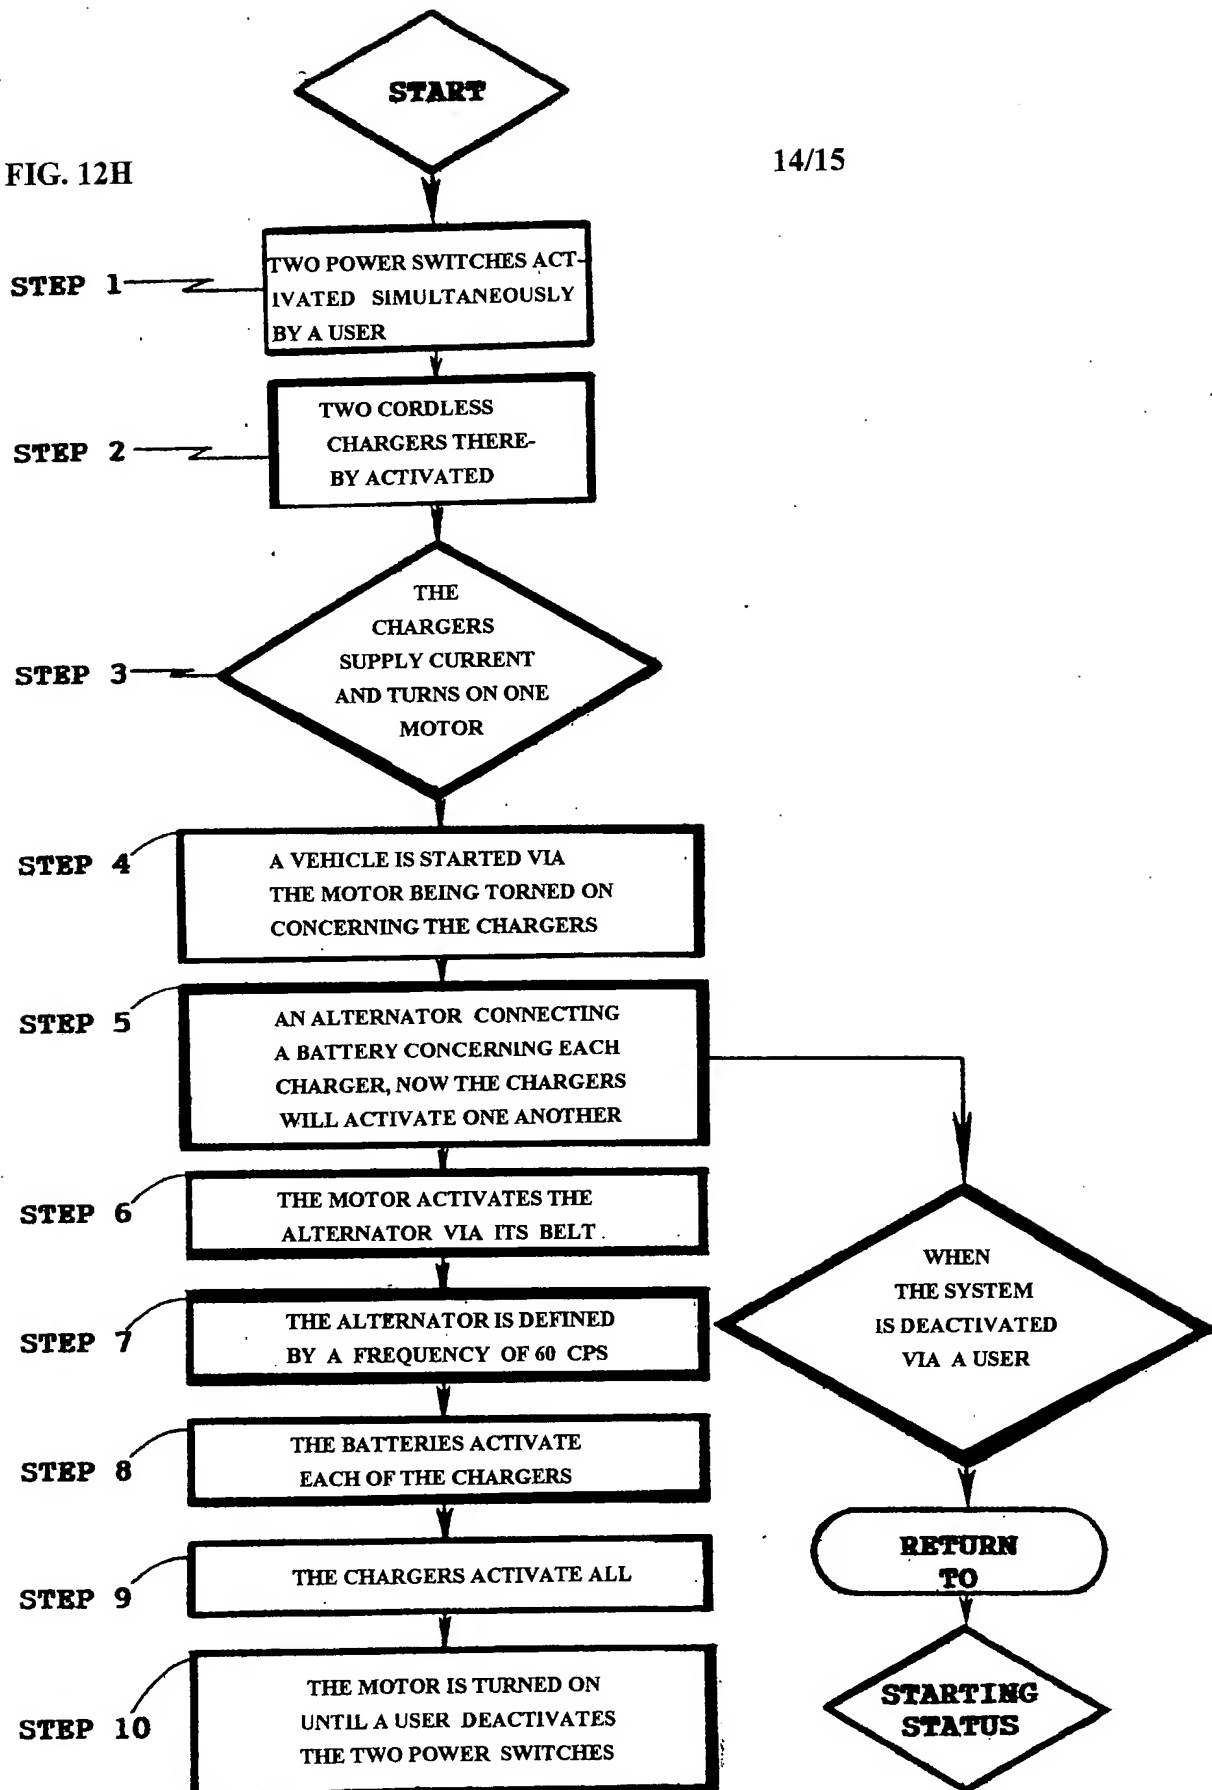 START
FIG. 12H
14/15
STEP 1
TWO POWER SWITCHES ACT-
IVATED SIMULTANEOUSLY
BY A USER
STEP 2
TWO CORDLESS
CHARGERS THERE-
BY ACTIVATED
STEP 3
THE
CHARGERS
SUPPLY CURRENT
AND TURNS ON ONE
MOTOR
STEP 4
A VEHICLE IS STARTED VIA
THE MOTOR BEING TORNED ON
CONCERNING THE CHARGERS
STEP 5
AN ALTERNATOR CONNECTING
A BATTERY CONCERNING EACH
CHARGER, NOW THE CHARGERS
WILL ACTIVATE ONE ANOTHER
STEP 6
THE MOTOR ACTIVATES THE
ALTERNATOR VIA ITS BELT.
STEP 7
THE ALTERNATOR IS DEFINED
BY A FREQUENCY OF 60 CPS
STEP 8
THE BATTERIES ACTIVATE
EACH OF THE CHARGERS
STEP 9
THE CHARGERS ACTIVATE ALL
STEP 10
THE MOTOR IS TURNED ON
UNTIL A USER DEACTIVATES
THE TWO POWER SWITCHES
WHEN
THE SYSTEM
IS DEACTIVATED
VIA A USER
RETURN
TO
STARTING
STATUS